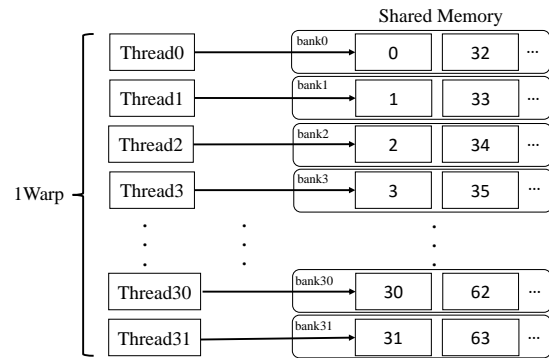 Shared Memory
Thread0 bank0 0 32 ...
Thread1 bank1 1 33 ...
Thread2 bank2 2 34 ...
1Warp
Thread3 bank3 3 35 ...
Thread30 bank30 30 62 ...
Thread31 bank31 31 63 ...